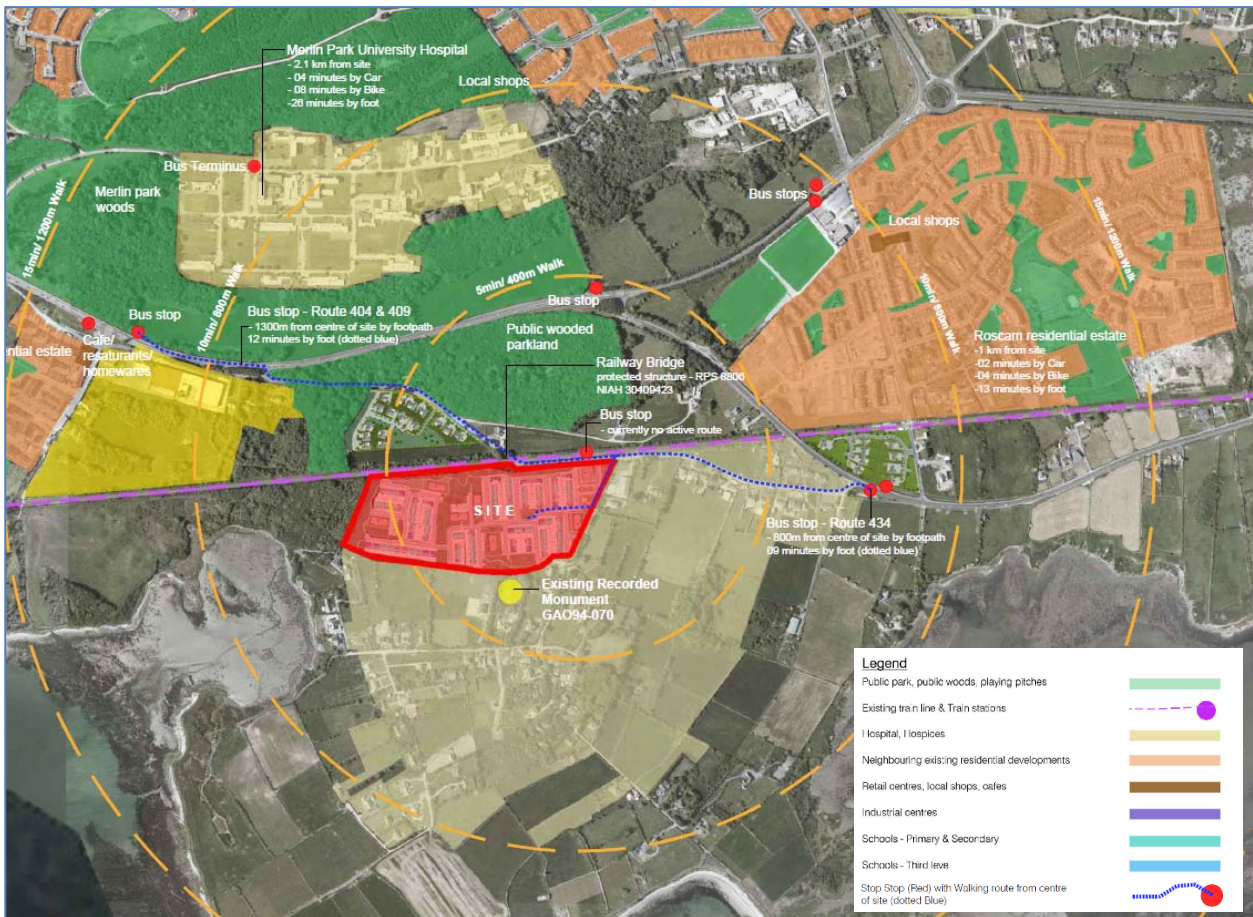 Merlin Park University Hospital
- 2.1 km from site
- 04 minutes by Car
- 08 minutes by Bike
-26 minutes by foot
Local shops
Bus Terminus
Merlin park
woods
15min/ 1200m Walk
10min/ 800m Walk
5min/ 400m Walk
Bus stops
Local shops
15min/ 1200m Walk
10min/ 800m Walk
Bus stop
Bus stop - Route 404 & 409
- 1300m from centre of site by footpath
12 minutes by foot (dotted blue)
Bus stop
Public wooded
parkland
Cafe/
resaturants/
homewares
ential estate
Railway Bridge
protected structure - RPS 8806
NIAH 30409423
Roscam residential estate
-1 km from site
-02 minutes by Car
-04 minutes by Bike
-13 minutes by foot
Bus stop
- currently no active route
SITE
Bus stop - Route 434
- 800m from centre of site by footpath
09 minutes by foot (dotted blue)
Existing Recorded
Monument
GAO94-070
Legend
Public park, public woods, playing pitches
Existing train line & Train stations
Hospital, Hospices
Neighbouring existing residential developments
Retail centres, local shops, cafes
Industrial centres
Schools - Primary & Secondary
Schools - Third leve
Stop Stop (Red) with Walking route from centre
of site (dotted Blue)